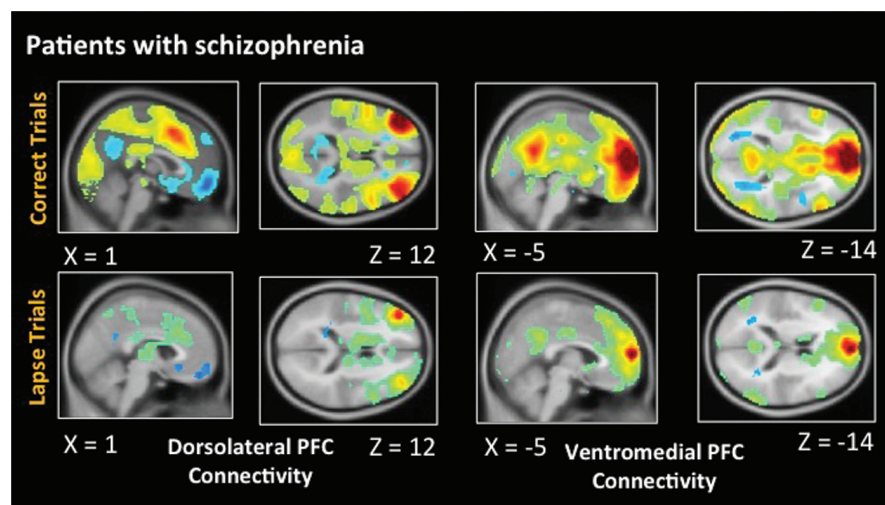 Patients with schizophrenia
Correct Trials
X = 1
Z = 12
X = -5
Z = -14
Lapse Trials
X = 1
Dorsolateral PFC
Connectivity
Z = 12
X = -5
Ventromedial PFC
Connectivity
Z = -14